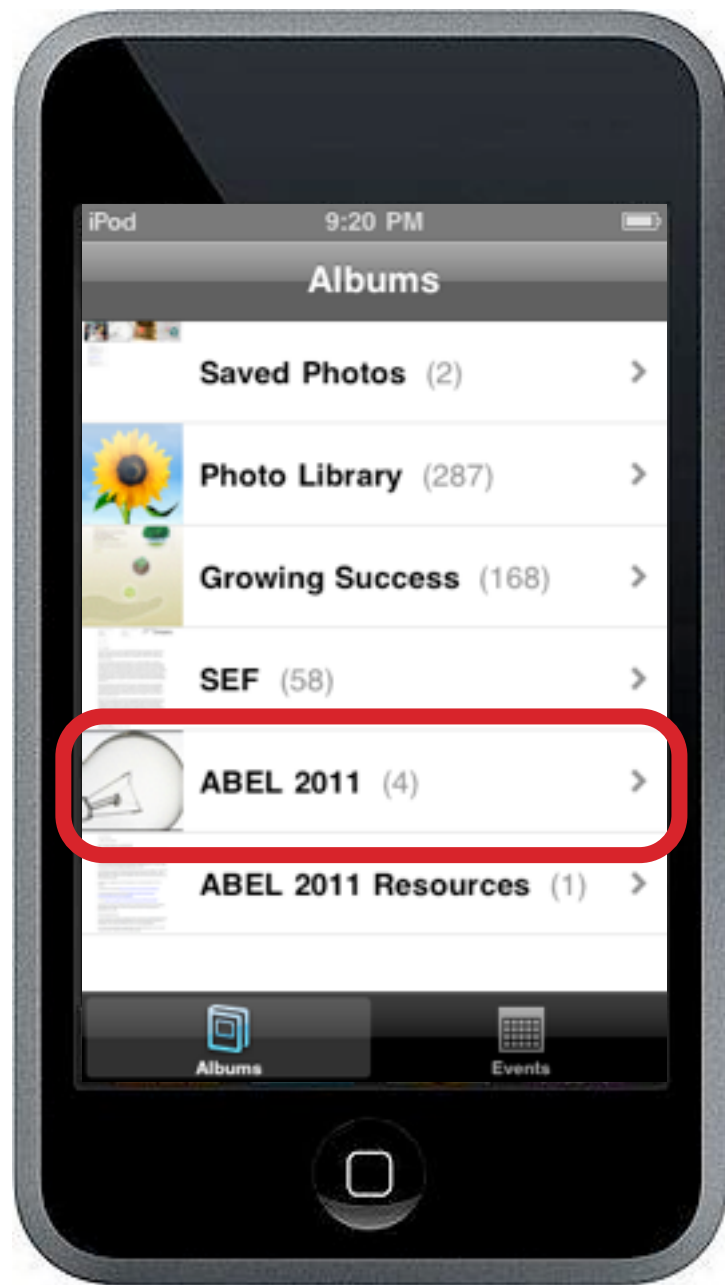 iPod 9:20 PM
Albums
Saved Photos (2)
Photo Library (287)
Growing Success (168)
SEF (58)
ABEL 2011 (4)
ABEL 2011 Resources (1)
Albums Events